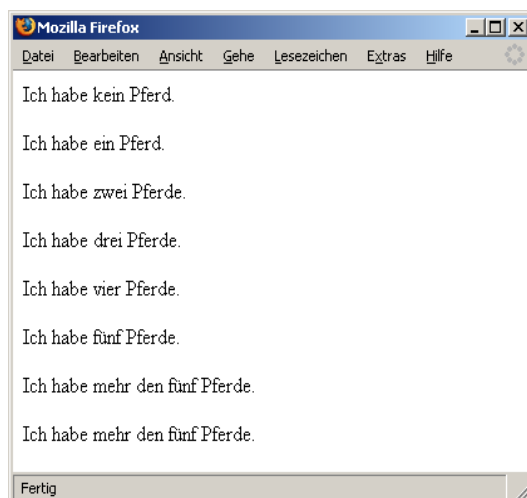 Mozilla Firefox
Datei Bearbeiten Ansicht Gehe Lesezeichen Extras Hilfe
Ich habe kein Pferd.
Ich habe ein Pferd.
Ich habe zwei Pferde.
Ich habe drei Pferde.
Ich habe vier Pferde.
Ich habe fünf Pferde.
Ich habe mehr den fünf Pferde.
Ich habe mehr den fünf Pferde.
Fertig